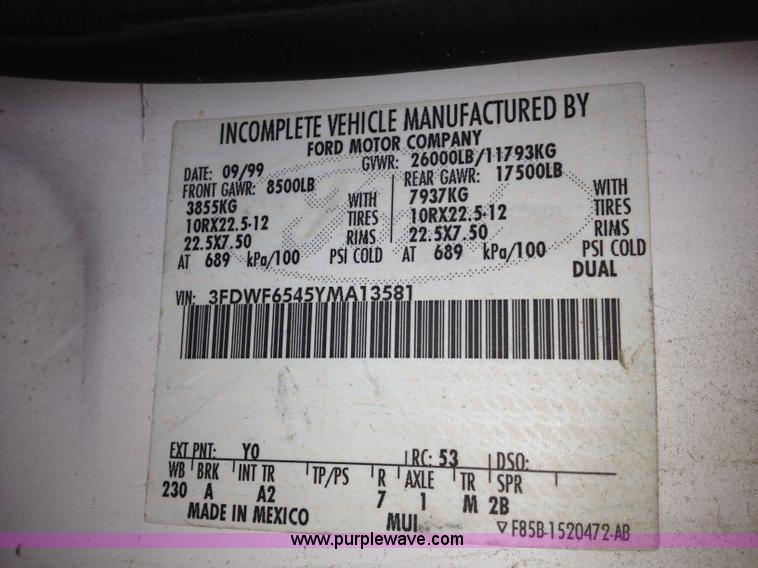 INCOMPLETE VEHICLE MANUFACTURED BY
FORD MOTOR COMPANY
DATE: 09/99 GVWR: 26000LB/11793KG
FRONT GAWR: 8500LB REAR GAWR: 17500LB
3855KG WITH 7937KG WITH
10RX22.5-12 TIRES 10RX22.5-12 TIRES
22.5X7.50 RIMS 22.5X7.50 RIMS
AT 689 kPa/100 PSI COLD AT 689 kPa/100 PSI COLD
DUAL
VIN: 3FDWF6545YMA13581
EXT PNT: Y0 RC: 53 DSO:
WB BRK INT TR TP/PS R AXLE TR SPR
230 A A2 7 1 M 2B
MADE IN MEXICO MUI F85B-1520472-AB
www.purplewave.com